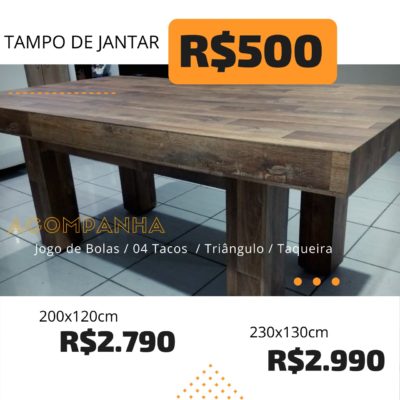 TAMPO DE JANTAR
R$500
ACOMPANHA
Jogo de Bolas / 04 Tacos / Triângulo / Taqueira
200x120cm
R$2.790
230x130cm
R$2.990